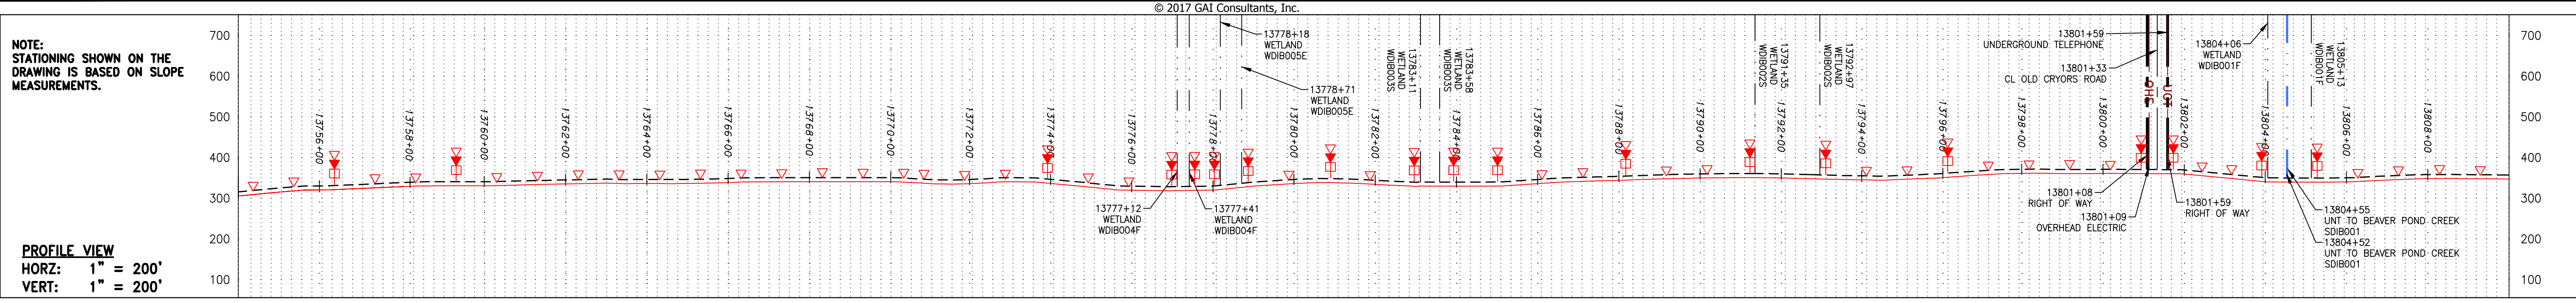 © 2017 GAI Consultants, Inc.
NOTE:
STATIONING SHOWN ON THE
DRAWING IS BASED ON SLOPE
MEASUREMENTS.
PROFILE VIEW
HORZ: 1" = 200'
VERT: 1" = 200'
700
600
500
400
300
200
100
13756+00
13758+00
13760+00
13762+00
13764+00
13766+00
13768+00
13770+00
13772+00
13774+00
13776+00
13777+12
WETLAND
WDIB004F
13777+41
WETLAND
WDIB004F
13778+00
13778+18
WETLAND
WDIB005E
13778+71
WETLAND
WDIB005E
13780+00
13782+00
13783+11
WETLAND
WDIB003S
13783+58
WETLAND
WDIB003S
13784+00
13786+00
13788+00
13790+00
13791+35
WETLAND
WDIB002S
13792+00
13792+97
WETLAND
WDIB002S
13794+00
13796+00
13798+00
13800+00
13801+59
UNDERGROUND TELEPHONE
13801+33
CL OLD CRYORS ROAD
OHE
UGT
13801+08
RIGHT OF WAY
13801+09
OVERHEAD ELECTRIC
13801+59
RIGHT OF WAY
13802+00
13804+06
WETLAND
WDIB001F
13804+00
13805+13
WETLAND
WDIB001F
13804+55
UNT TO BEAVER POND CREEK
SDIB001
13804+52
UNT TO BEAVER POND CREEK
SDIB001
13806+00
13808+00
700
600
500
400
300
200
100